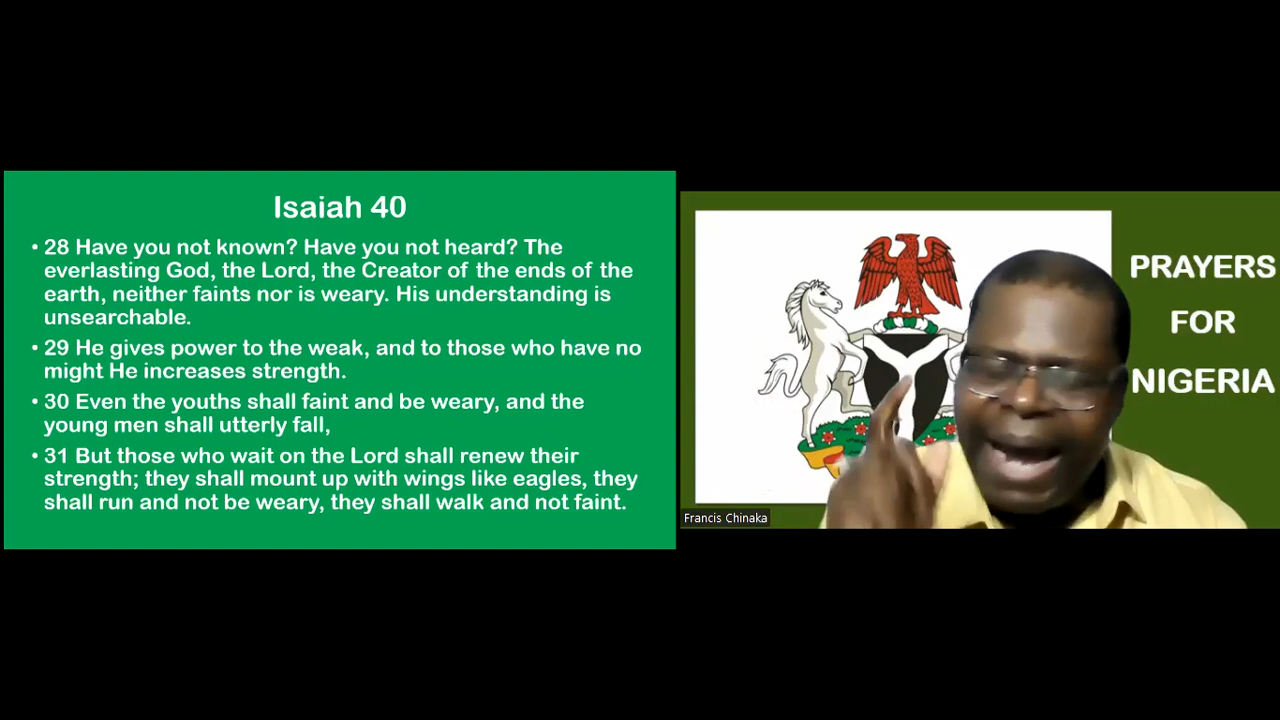 Isaiah 40
• 28 Have you not known? Have you not heard? The
everlasting God, the Lord, the Creator of the ends of the
earth, neither faints nor is weary. His understanding is
unsearchable.
• 29 He gives power to the weak, and to those who have no
might He increases strength.
• 30 Even the youths shall faint and be weary, and the
young men shall utterly fall,
• 31 But those who wait on the Lord shall renew their
strength; they shall mount up with wings like eagles, they
shall run and not be weary, they shall walk and not faint.
PRAYERS
FOR
NIGERIA
Francis Chinaka